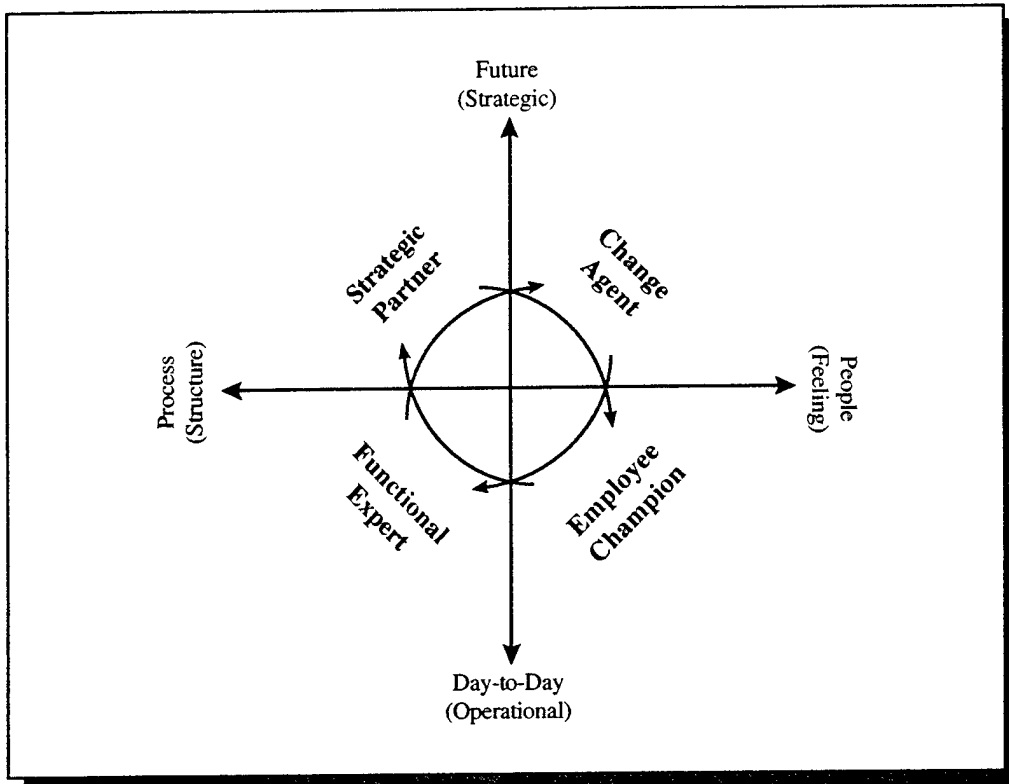 Future
(Strategic)
Strategic
Partner
Change
Agent
Process
(Structure)
People
(Feeling)
Functional
Expert
Employee
Champion
Day-to-Day
(Operational)